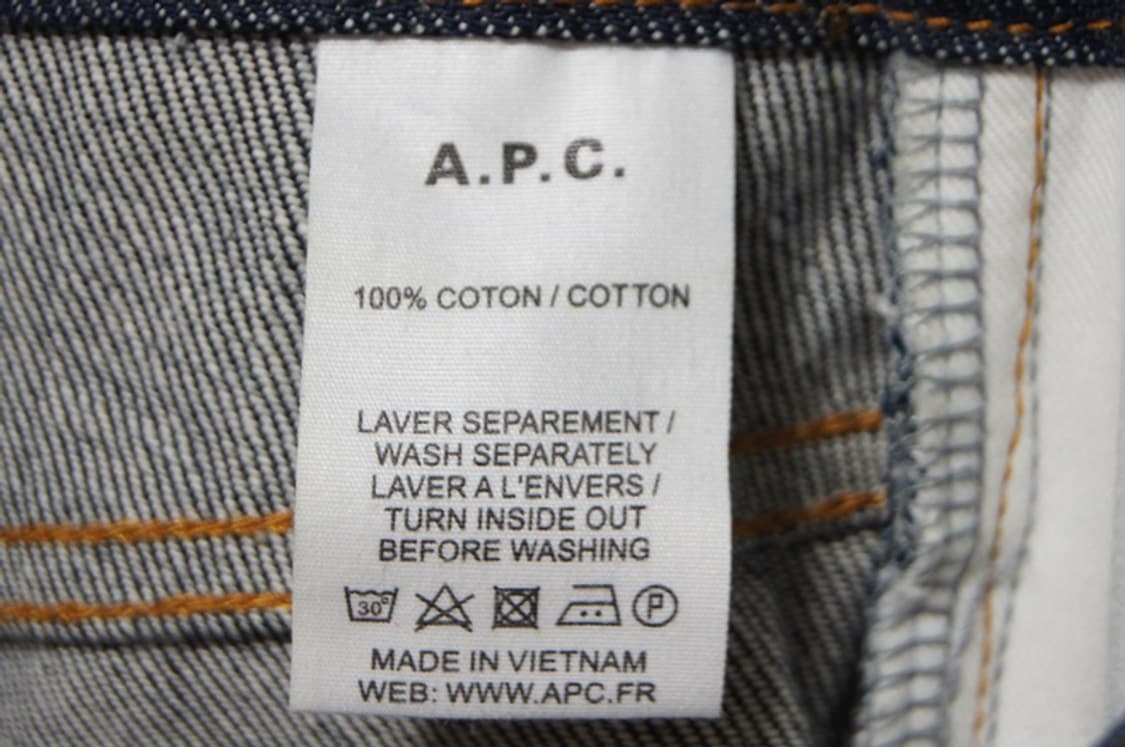 A.P.C.
100% COTON / COTTON
LAVER SEPAREMENT /
WASH SEPARATELY
LAVER A L'ENVERS /
TURN INSIDE OUT
BEFORE WASHING
30° P
MADE IN VIETNAM
WEB: WWW.APC.FR